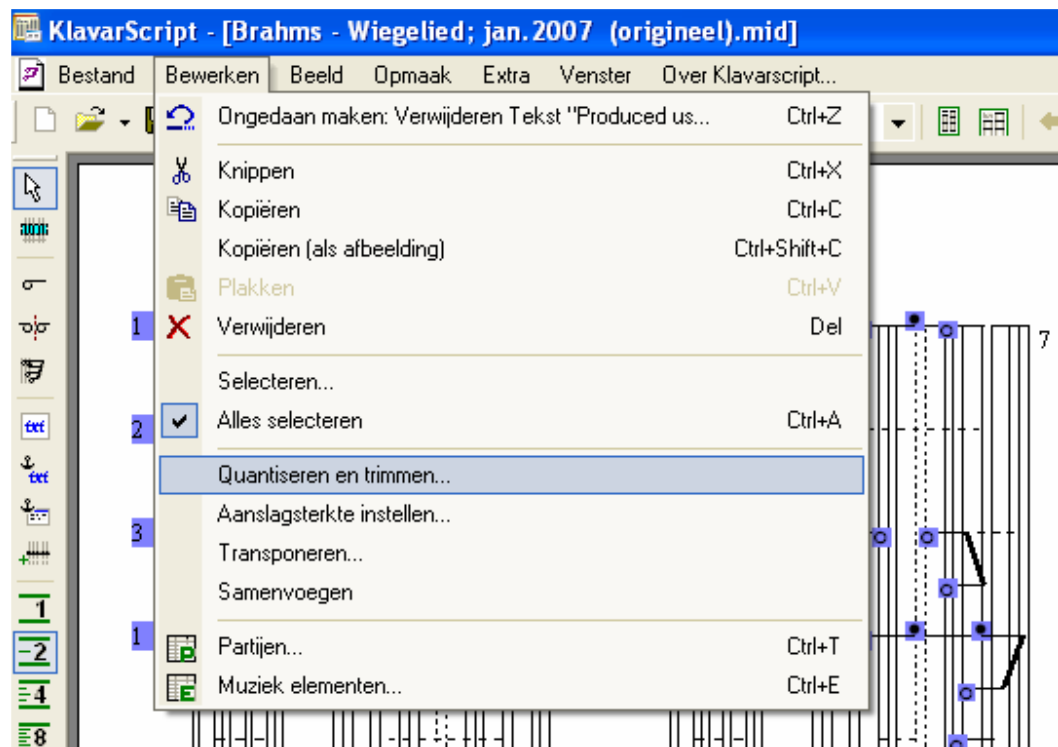 KlavarScript - [Brahms - Wiegelied; jan.2007 (origineel).mid]
Bestand Bewerken Beeld Opmaak Extra Venster Over Klavarscript...
Ongedaan maken: Verwijderen Tekst "Produced us... Ctrl+Z
Knippen Ctrl+X
Kopiëren Ctrl+C
Kopiëren (als afbeelding) Ctrl+Shift+C
Plakken Ctrl+V
1 Verwijderen Del 7
Selecteren...
txt 2 Alles selecteren Ctrl+A
txt Quantiseren en trimmen...
Aanslagsterkte instellen...
3 Transponeren...
1 Samenvoegen
-2 1 Partijen... Ctrl+T
4 Muziek elementen... Ctrl+E
8